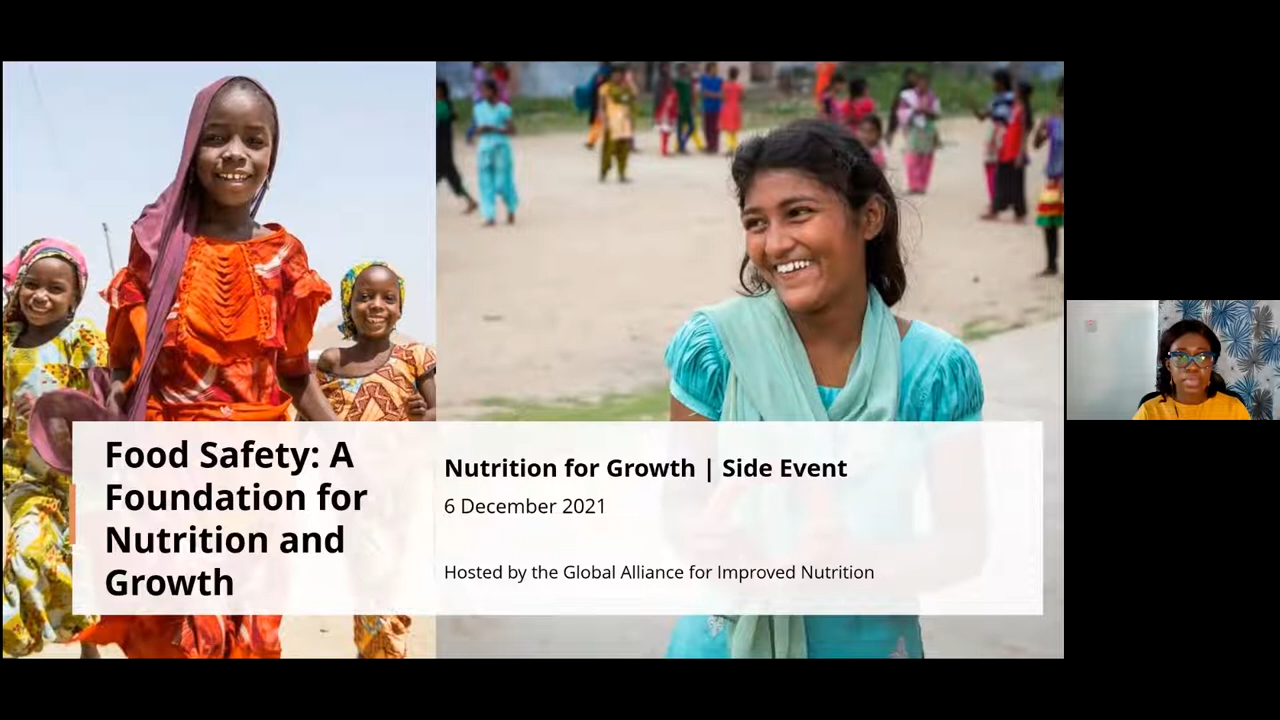 Food Safety: A
Foundation for
Nutrition and
Growth
Nutrition for Growth | Side Event
6 December 2021
Hosted by the Global Alliance for Improved Nutrition